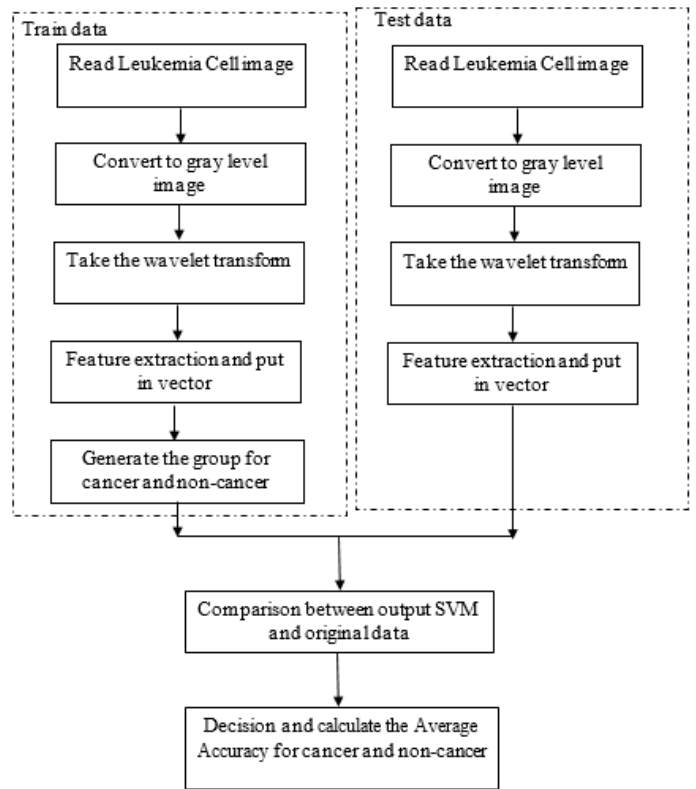 Train data
Read Leukemia Cell image
Convert to gray level
image
Take the wavelet transform
Feature extraction and put
in vector
Generate the group for
cancer and non-cancer
Test data
Read Leukemia Cell image
Convert to gray level
image
Take the wavelet transform
Feature extraction and put
in vector
Comparison between output SVM
and original data
Decision and calculate the Average
Accuracy for cancer and non-cancer